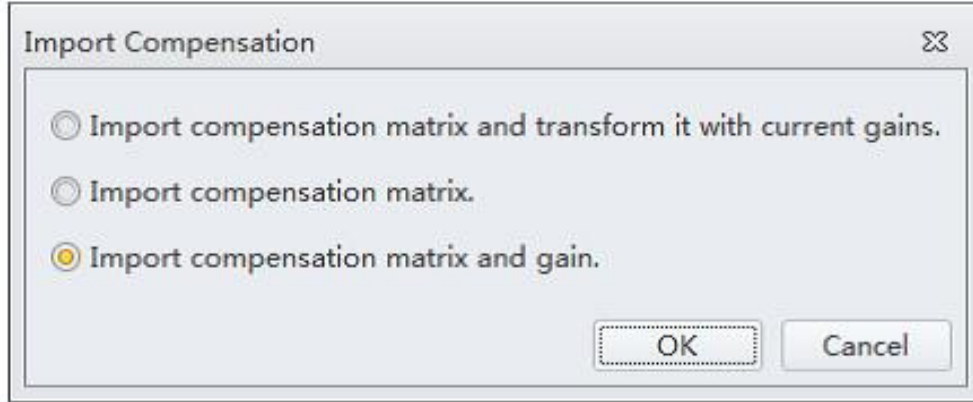 Import Compensation
Import compensation matrix and transform it with current gains.
Import compensation matrix.
Import compensation matrix and gain.
OK
Cancel